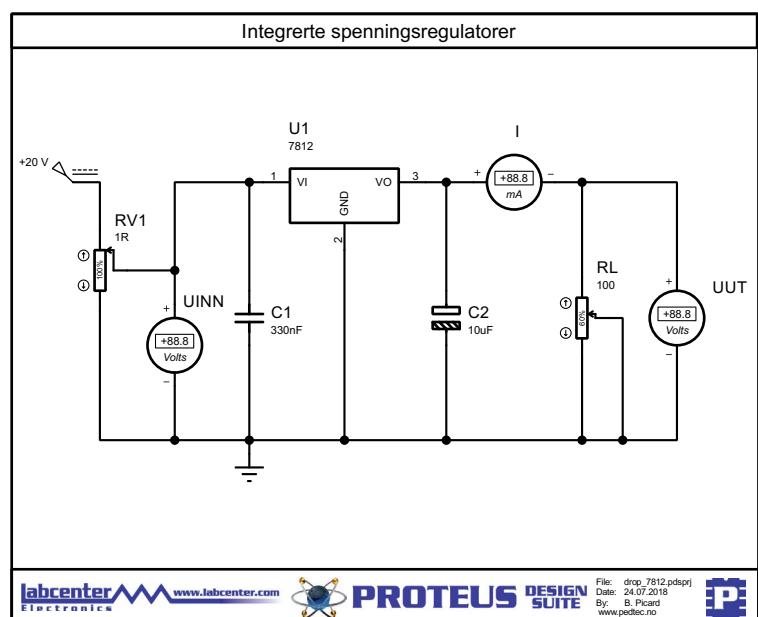 Integrerte spenningsregulatorer
+20 V
RV1
1R
100%
UINN
+88.8
Volts
+
−
C1
330nF
U1
7812
1
VI
VO
3
GND
2
I
+
−
+88.8
mA
C2
10uF
RL
100
60%
UUT
+
+88.8
Volts
−
labcenter
Electronics
www.labcenter.com
PROTEUS DESIGN SUITE
File: drop_7812.pdsprj
Date: 24.07.2018
By: B. Picard
www.pedtec.no
P